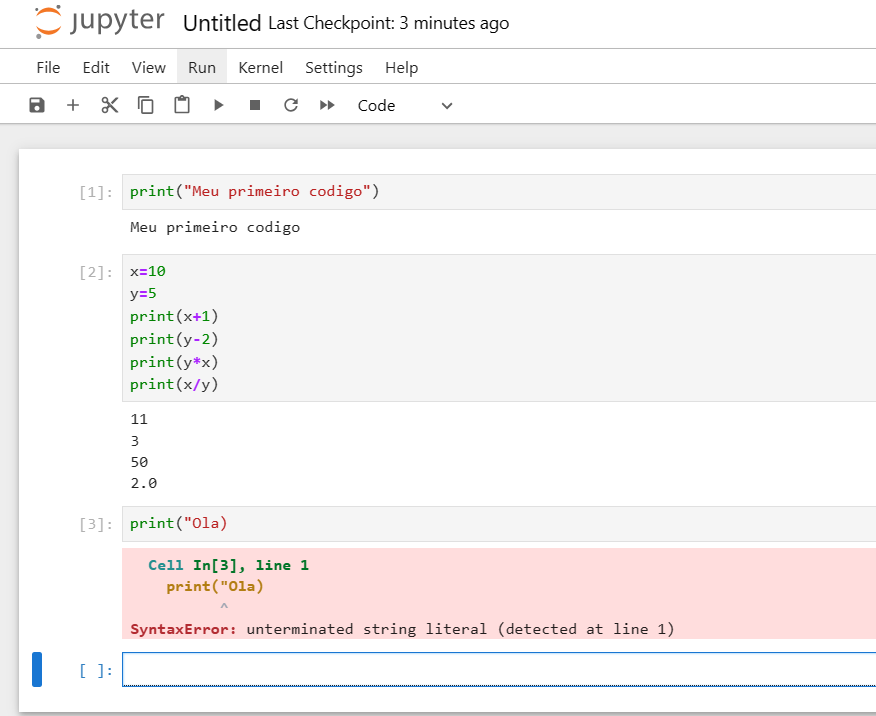 jupyter Untitled Last Checkpoint: 3 minutes ago
File Edit View Run Kernel Settings Help
Code
[1]: print("Meu primeiro codigo")
Meu primeiro codigo
[2]: x=10
y=5
print(x+1)
print(y-2)
print(y*x)
print(x/y)
11
3
50
2.0
[3]: print("Ola)
Cell In[3], line 1
print("Ola)
^
SyntaxError: unterminated string literal (detected at line 1)
[ ]: